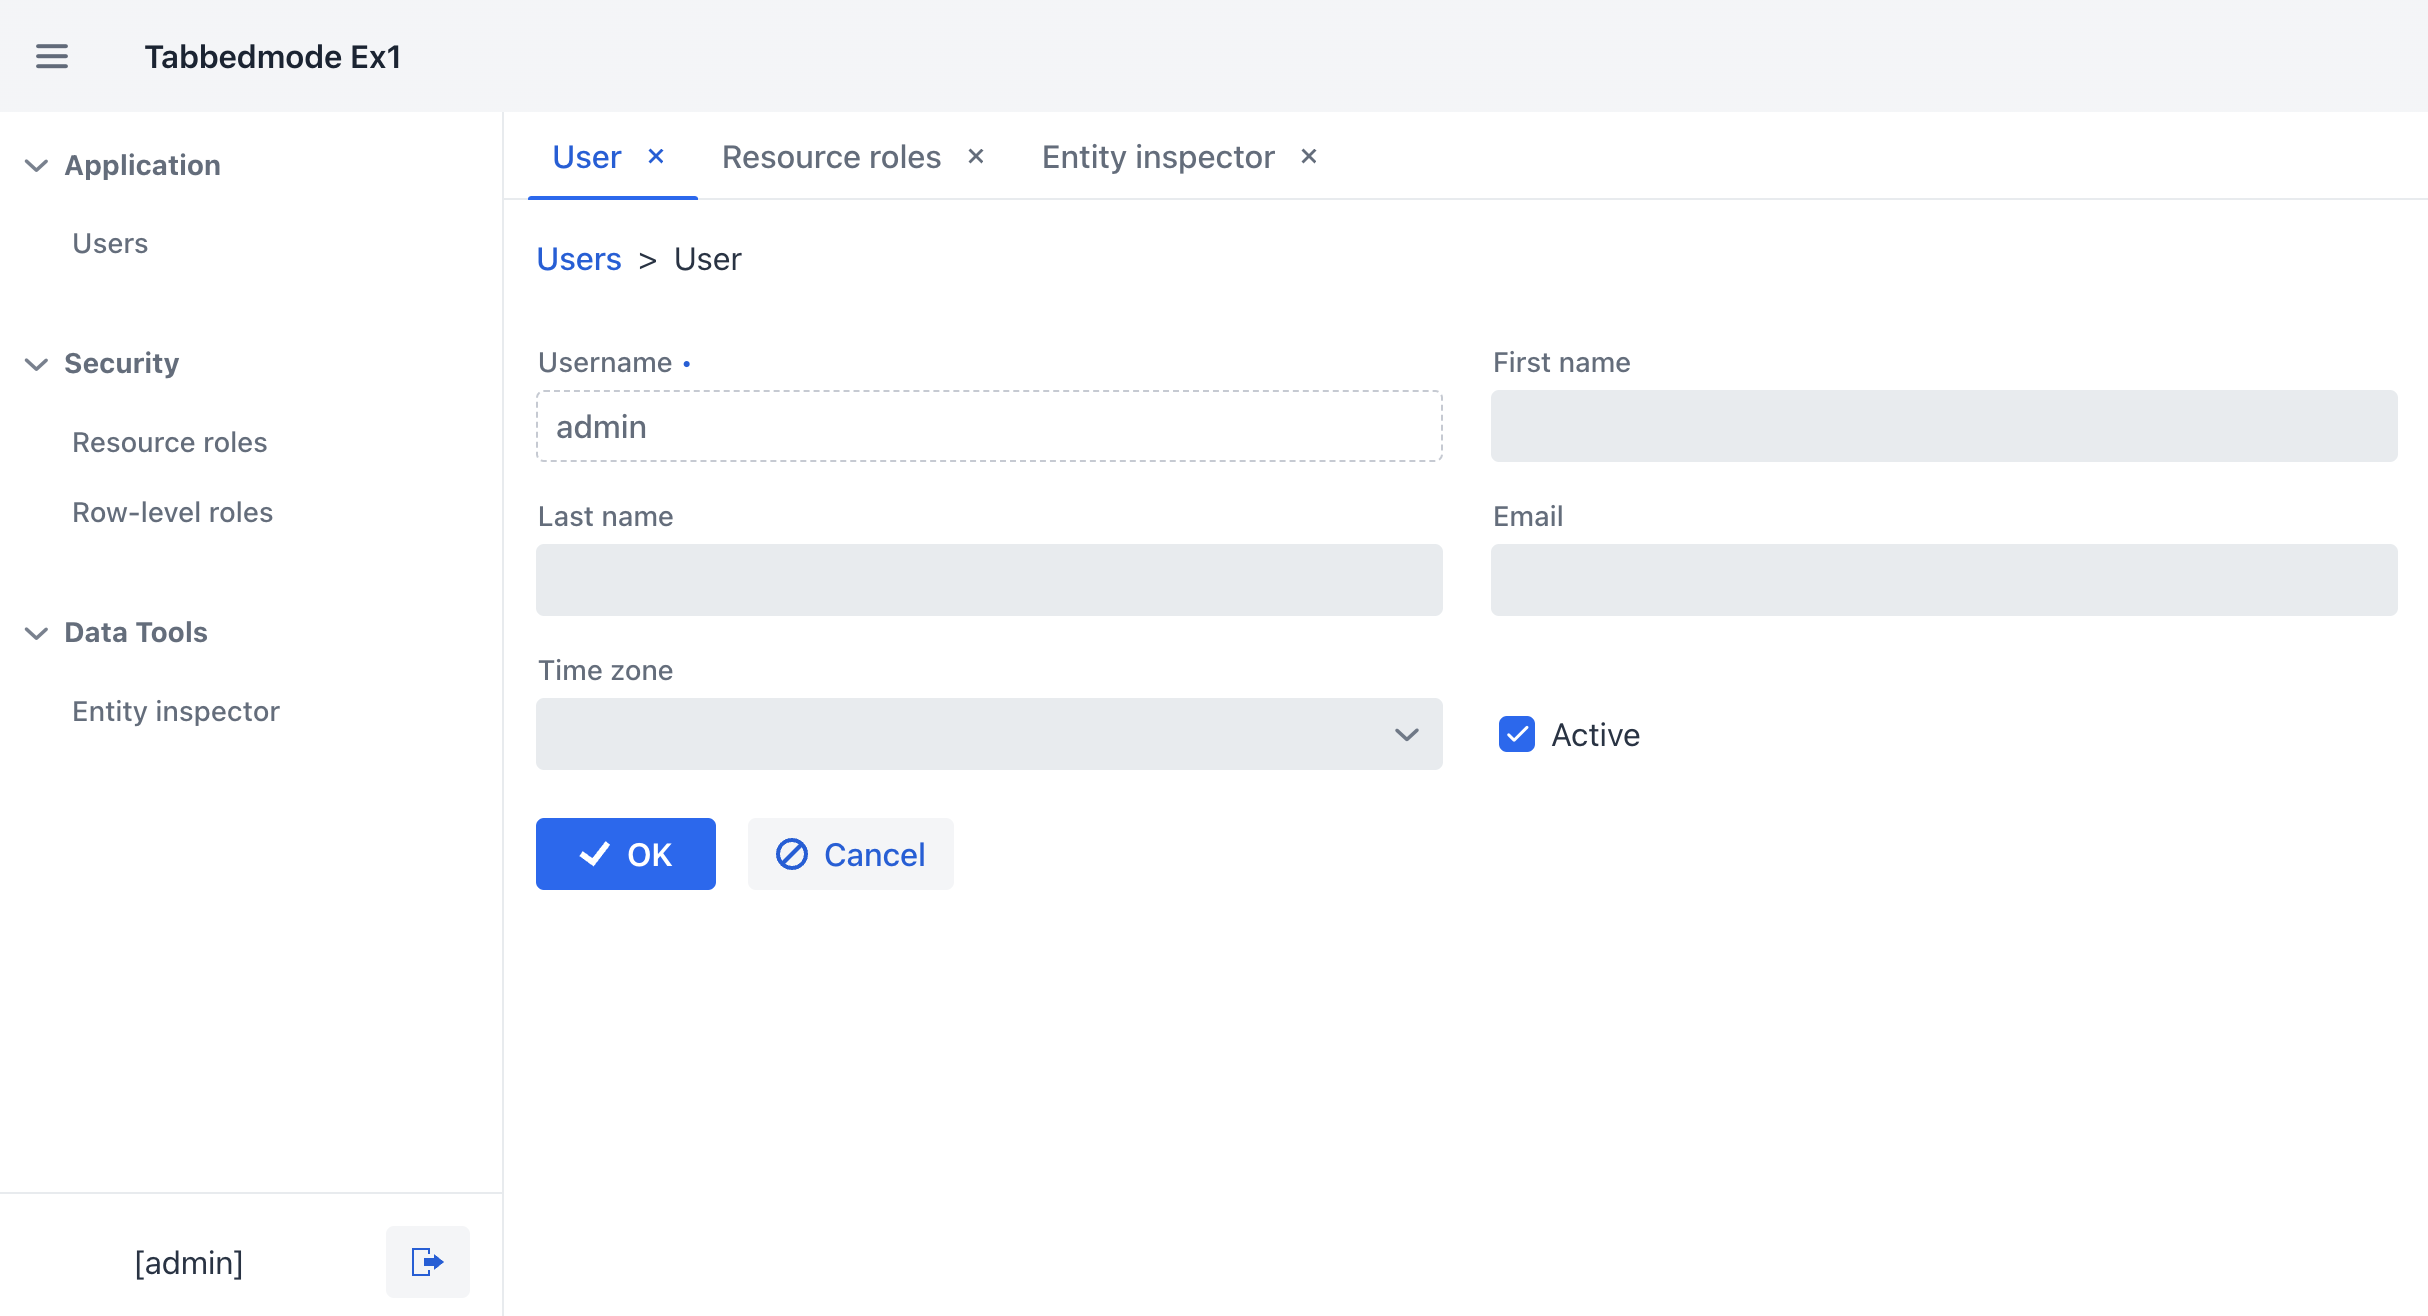 Tabbedmode Ex1
Application
Users
Security
Resource roles
Row-level roles
Data Tools
Entity inspector
[admin]
User × Resource roles × Entity inspector ×
Users > User
Username •
admin
First name
Last name
Email
Time zone
Active
OK
Cancel